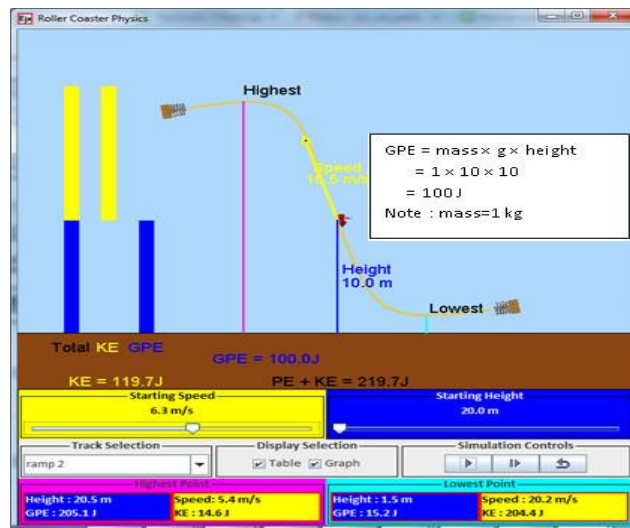 Roller Coaster Physics
Highest
GPE = mass× g× height
= 1 × 10 × 10
= 100J
Note : mass=1 kg
Speed
15.5 m/s
Height
10.0 m
Lowest
Total KE GPE
GPE = 100.0J
KE = 119.7J PE + KE = 219.7J
Starting Speed
6.3 m/s
Starting Height
20.0 m
Track Selection
Display Selection
Simulation Controls
ramp 2
Table
Graph
Highest Point
Height : 20.5 m
Speed: 5.4 m/s
GPE : 205.1 J
KE : 14.6 J
Lowest Point
Height : 1.5 m
Speed : 20.2 m/s
GPE : 15.2 J
KE : 204.4 J